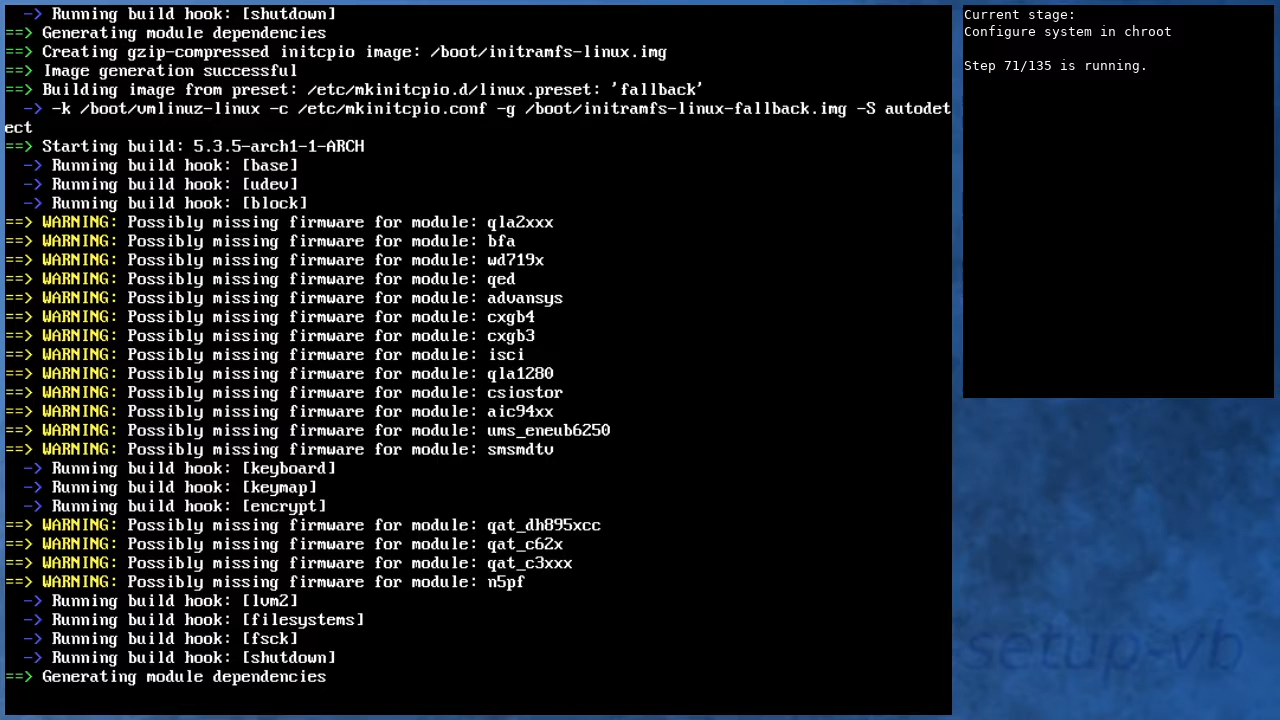 -> Running build hook: [shutdown]
==> Generating module dependencies
==> Creating gzip-compressed initcpio image: /boot/initramfs-linux.img
==> Image generation successful
==> Building image from preset: /etc/mkinitcpio.d/linux.preset: 'fallback'
  -> -k /boot/vmlinuz-linux -c /etc/mkinitcpio.conf -g /boot/initramfs-linux-fallback.img -S autodet
ect
==> Starting build: 5.3.5-arch1-1-ARCH
  -> Running build hook: [base]
  -> Running build hook: [udev]
  -> Running build hook: [block]
==> WARNING: Possibly missing firmware for module: qla2xxx
==> WARNING: Possibly missing firmware for module: bfa
==> WARNING: Possibly missing firmware for module: wd719x
==> WARNING: Possibly missing firmware for module: qed
==> WARNING: Possibly missing firmware for module: advansys
==> WARNING: Possibly missing firmware for module: cxgb4
==> WARNING: Possibly missing firmware for module: cxgb3
==> WARNING: Possibly missing firmware for module: isci
==> WARNING: Possibly missing firmware for module: qla1280
==> WARNING: Possibly missing firmware for module: csiostor
==> WARNING: Possibly missing firmware for module: aic94xx
==> WARNING: Possibly missing firmware for module: ums_eneub6250
==> WARNING: Possibly missing firmware for module: smsmdtv
  -> Running build hook: [keyboard]
  -> Running build hook: [keymap]
  -> Running build hook: [encrypt]
==> WARNING: Possibly missing firmware for module: qat_dh895xcc
==> WARNING: Possibly missing firmware for module: qat_c62x
==> WARNING: Possibly missing firmware for module: qat_c3xxx
==> WARNING: Possibly missing firmware for module: n5pf
  -> Running build hook: [lvm2]
  -> Running build hook: [filesystems]
  -> Running build hook: [fsck]
  -> Running build hook: [shutdown]
==> Generating module dependencies
Current stage:
Configure system in chroot
Step 71/135 is running.
setup-vb